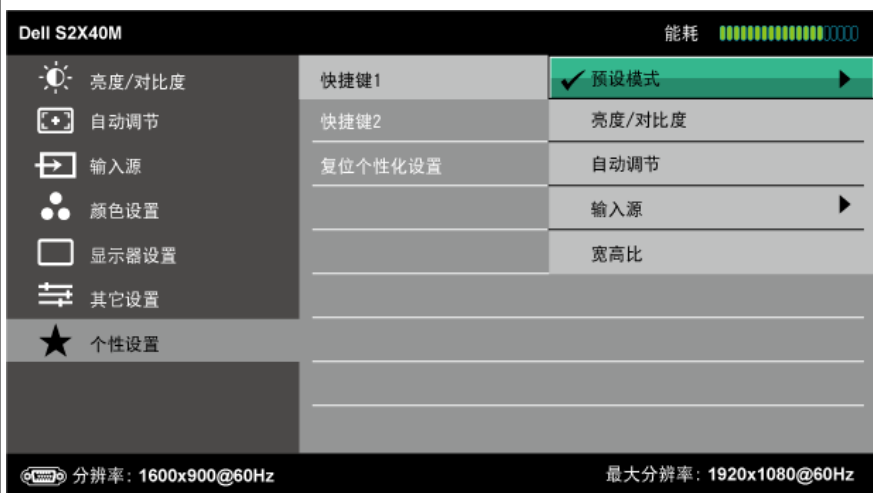 Dell S2X40M 能耗
亮度/对比度 快捷键1 预设模式
自动调节 快捷键2 亮度/对比度
输入源 复位个性化设置 自动调节
颜色设置 输入源
显示器设置 宽高比
其它设置
个性设置
分辨率: 1600x900@60Hz 最大分辨率: 1920x1080@60Hz